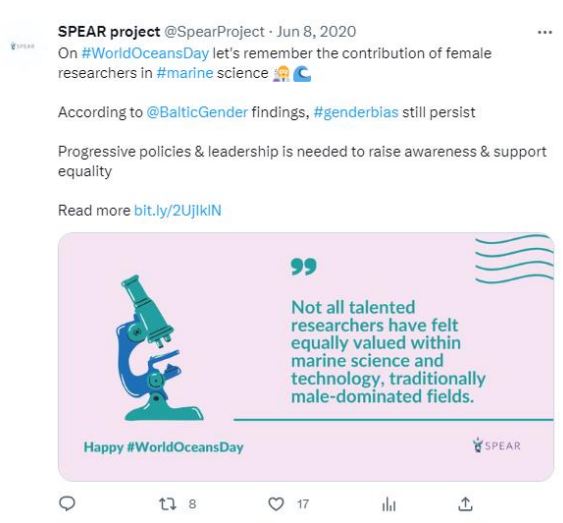 SPEAR project @SpearProject · Jun 8, 2020
On #WorldOceansDay let's remember the contribution of female
researchers in #marine science 👩‍🔬🌊
According to @BalticGender findings, #genderbias still persist
Progressive policies & leadership is needed to raise awareness & support
equality
Read more bit.ly/2UjlklN
Not all talented
researchers have felt
equally valued within
marine science and
technology, traditionally
male-dominated fields.
Happy #WorldOceansDay
SPEAR
8
17